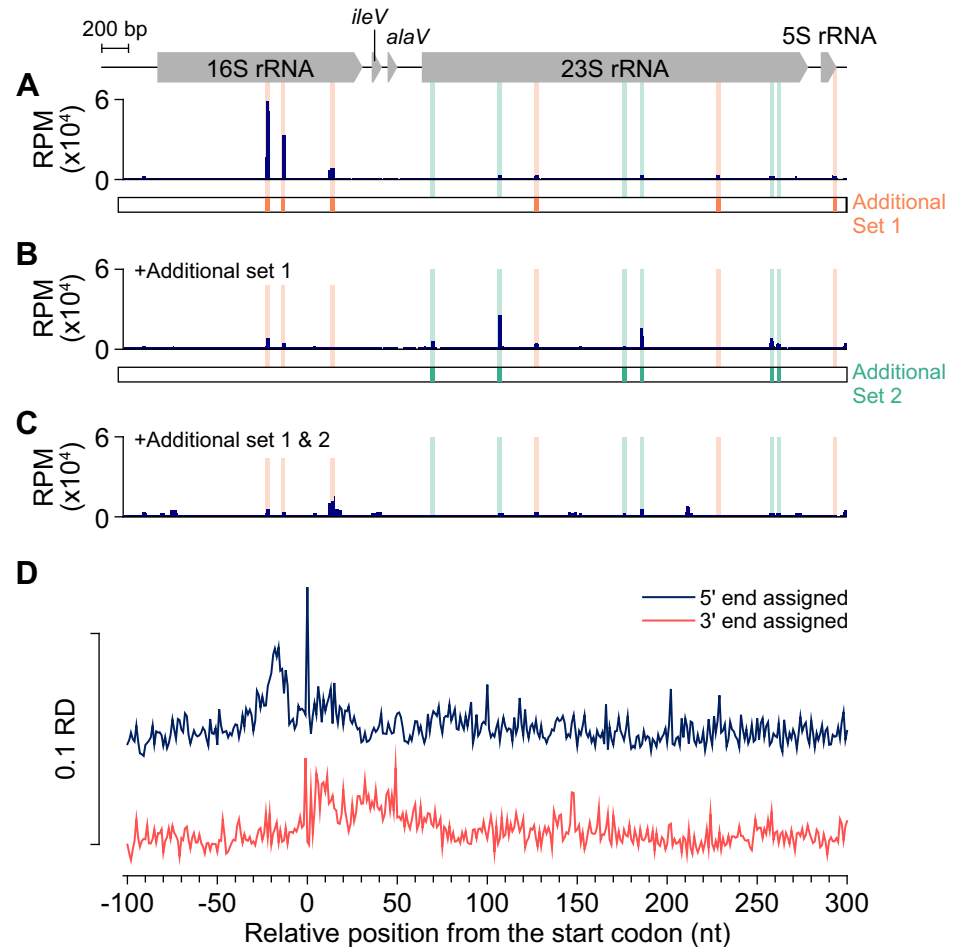 200 bp
ileV
alaV
5S rRNA
16S rRNA
23S rRNA
A
6
0
RPM
(x10⁴)
Additional
Set 1
B
+Additional set 1
6
0
RPM
(x10⁴)
Additional
Set 2
C
+Additional set 1 & 2
6
0
RPM
(x10⁴)
D
5' end assigned
3' end assigned
0.1 RD
-100 -50 0 50 100 150 200 250 300
Relative position from the start codon (nt)